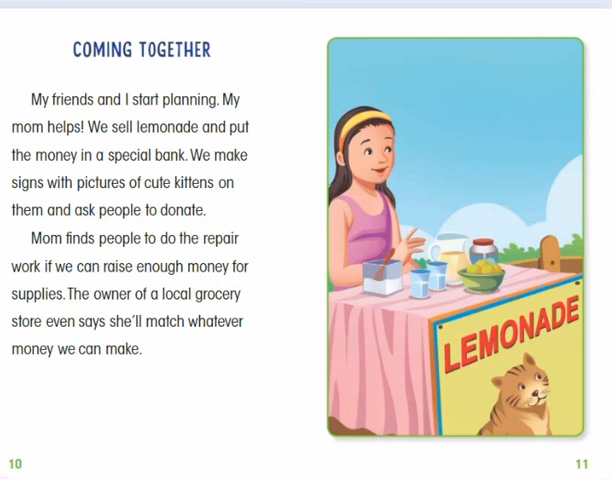 COMING TOGETHER
My friends and I start planning. My
mom helps! We sell lemonade and put
the money in a special bank. We make
signs with pictures of cute kittens on
them and ask people to donate.
Mom finds people to do the repair
work if we can raise enough money for
supplies. The owner of a local grocery
store even says she'll match whatever
money we can make.
10
LEMONADE
11